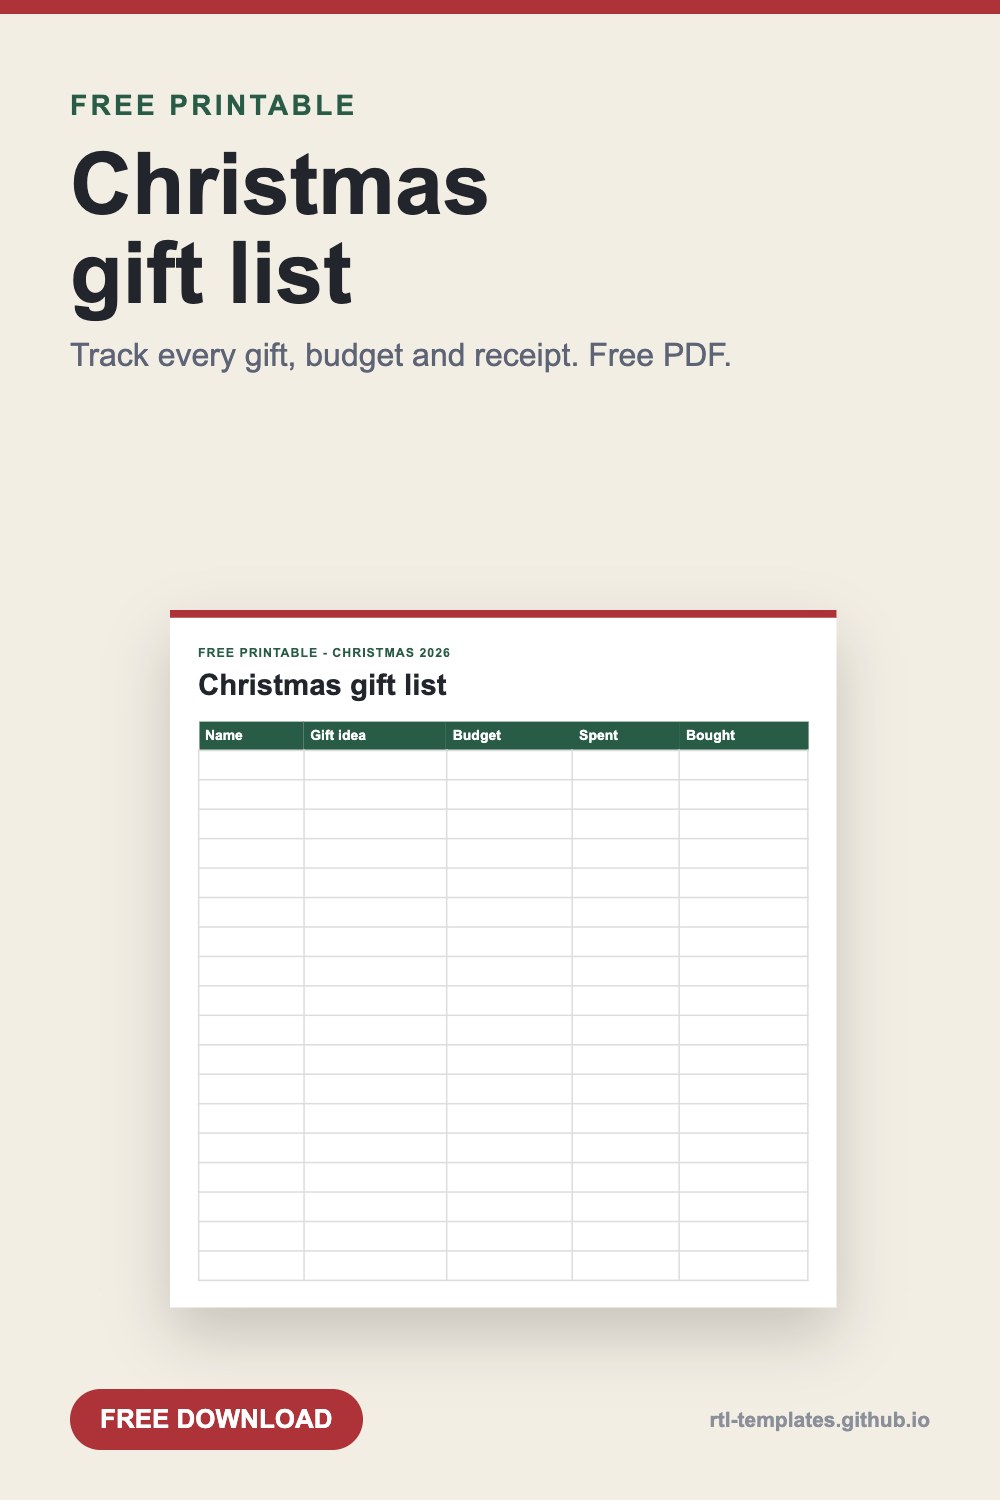 FREE PRINTABLE
Christmas
gift list
Track every gift, budget and receipt. Free PDF.
FREE PRINTABLE - CHRISTMAS 2026
Christmas gift list
Name Gift idea Budget Spent Bought
FREE DOWNLOAD
rtl-templates.github.io